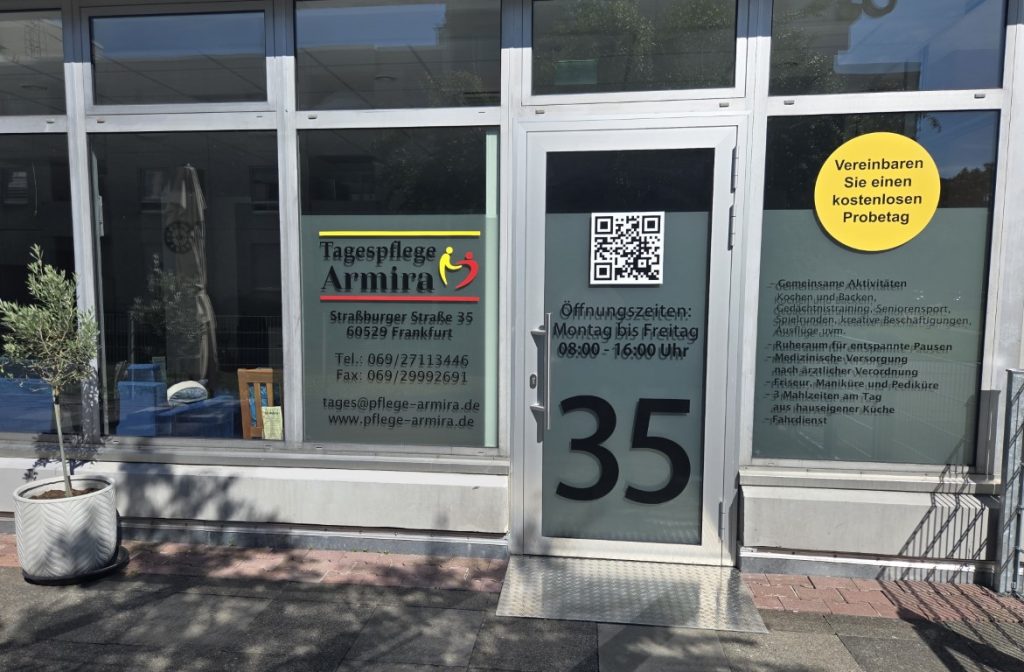 Tagespflege
Armira
Straßburger Straße 35
60529 Frankfurt
Tel.: 069/27113446
Fax: 069/29992691
tages@pflege-armira.de
www.pflege-armira.de
Öffnungszeiten:
Montag bis Freitag
08:00 - 16:00 Uhr
35
Vereinbaren
Sie einen
kostenlosen
Probetag
- Gemeinsame Aktivitäten
Kochen und Backen,
Gedächtnistraining, Seniorensport,
Spielrunden, kreative Beschäftigungen,
Ausflüge uvm.
- Ruheraum für entspannte Pausen
- Medizinische Versorgung
nach ärztlicher Verordnung
- Friseur, Maniküre und Pediküre
- 3 Mahlzeiten am Tag
aus hauseigener Küche
- Fahrdienst